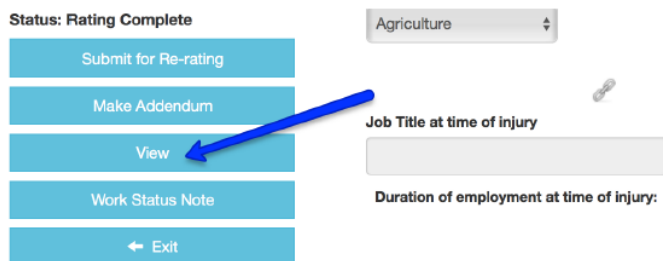 Status: Rating Complete
Submit for Re-rating
Make Addendum
View
Work Status Note
Exit
Agriculture
Job Title at time of injury
Duration of employment at time of injury: